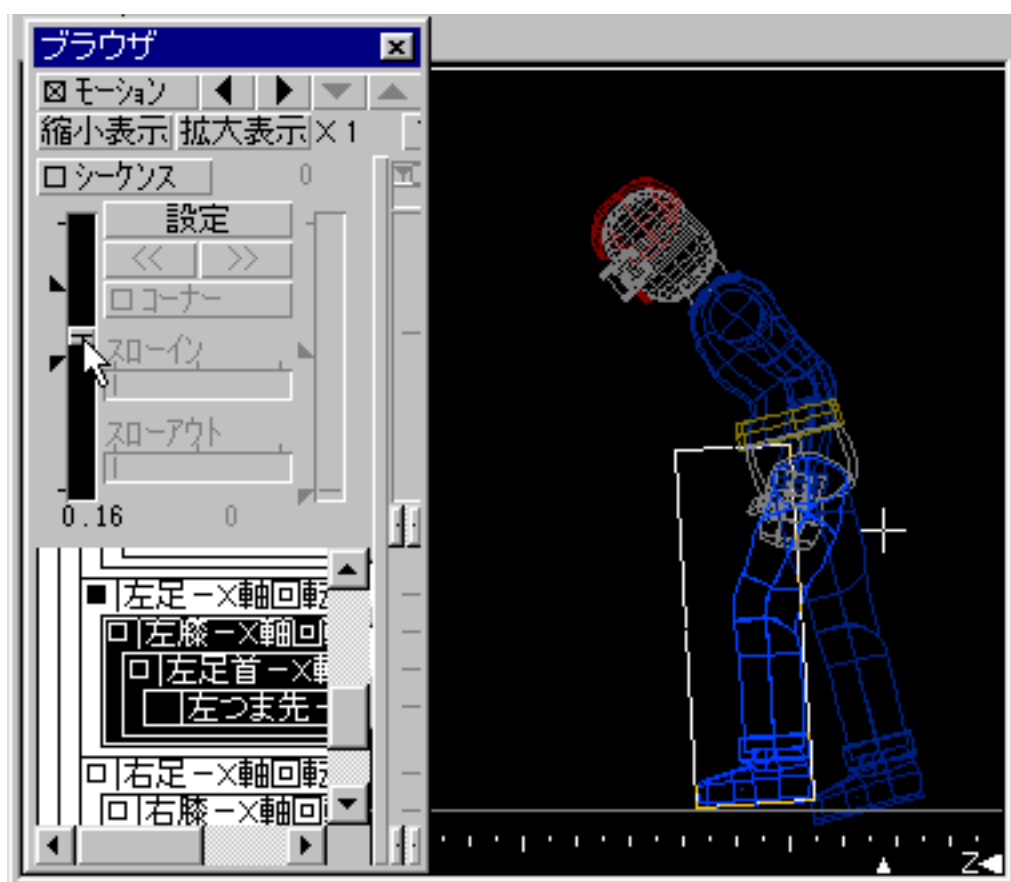 ブラウザ
モーション
縮小表示 拡大表示 × 1
シーケンス 0
設定
<< >>
コーナー
スローイン
スローアウト
0.16 0
左足-X軸回転
左膝-X軸回
左足首-X軸
左つま先-
右足-X軸回転
右膝-X軸回
Z